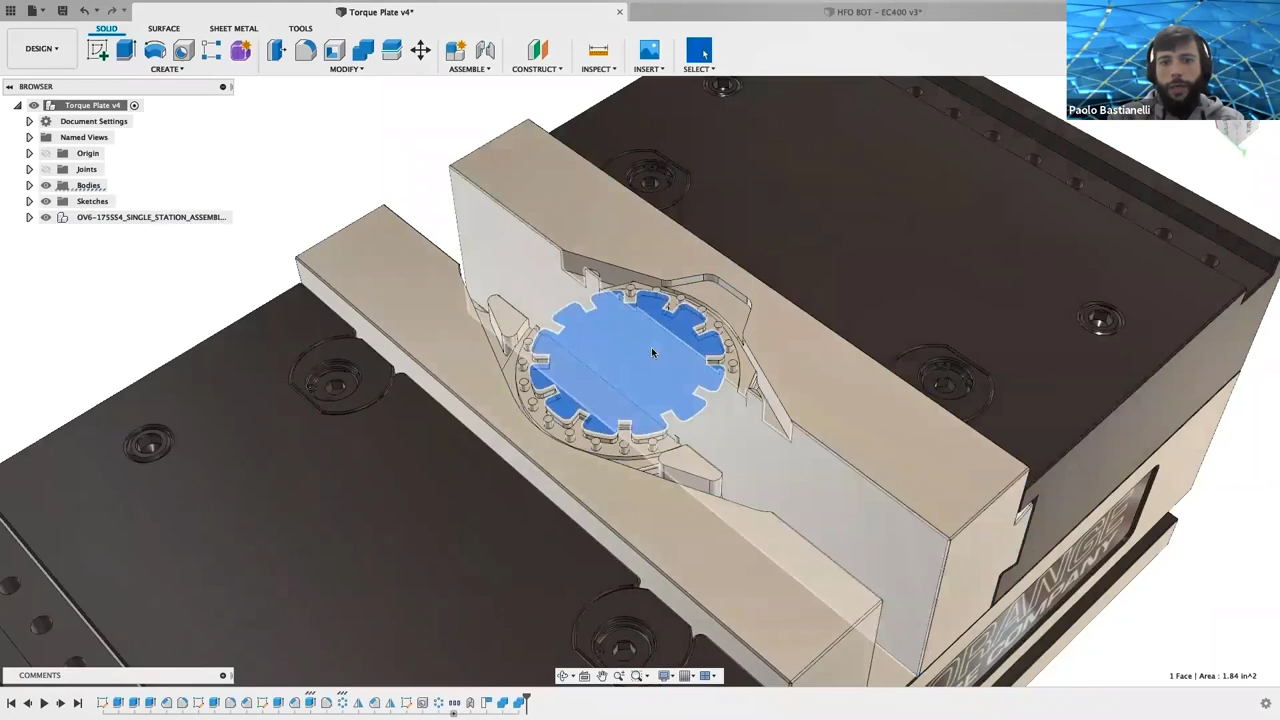 Torque Plate v4*
HFO BOT – EC400 v3*
SOLID
SURFACE
SHEET METAL
TOOLS
DESIGN
CREATE
MODIFY
ASSEMBLE
CONSTRUCT
INSPECT
INSERT
SELECT
Paolo Bastianelli
BROWSER
Torque Plate v4
Document Settings
Named Views
Origin
Joints
Bodies
Sketches
OV6-175SS4_SINGLE_STATION_ASSEMBL...
COMMENTS
1 Face | Area : 1.84 in^2